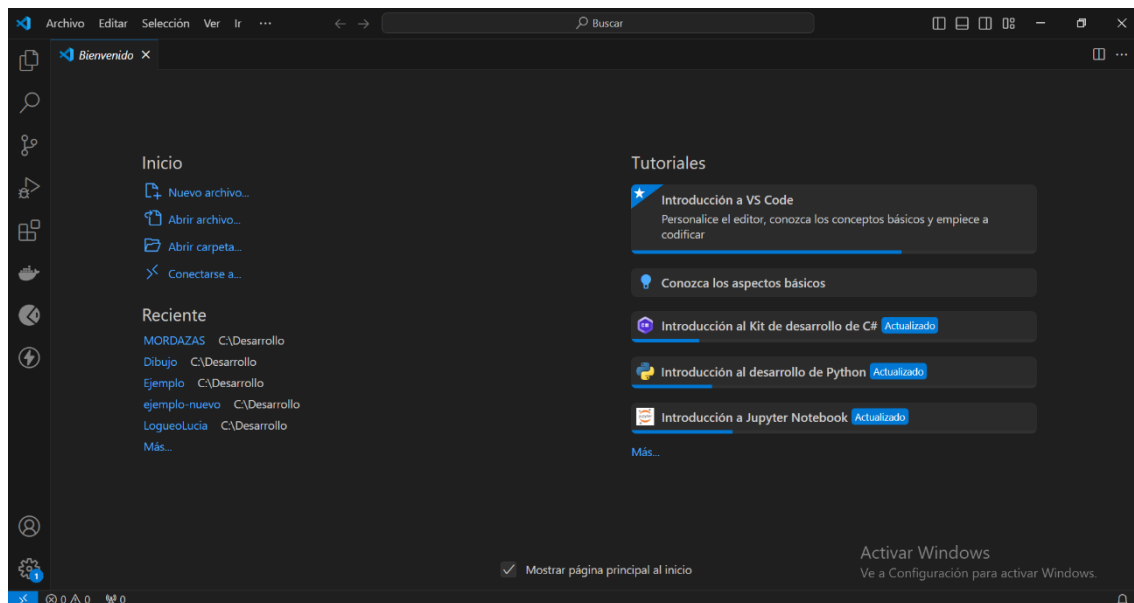 Archivo Editar Selección Ver Ir ···
Buscar
Bienvenido
Inicio
Nuevo archivo...
Abrir archivo...
Abrir carpeta...
Conectarse a...
Reciente
MORDAZAS C:\Desarrollo
Dibujo C:\Desarrollo
Ejemplo C:\Desarrollo
ejemplo-nuevo C:\Desarrollo
LogueoLucia C:\Desarrollo
Más...
Tutoriales
Introducción a VS Code
Personalice el editor, conozca los conceptos básicos y empiece a
codificar
Conozca los aspectos básicos
Introducción al Kit de desarrollo de C# Actualizado
Introducción al desarrollo de Python Actualizado
Introducción a Jupyter Notebook Actualizado
Más...
Mostrar página principal al inicio
Activar Windows
Ve a Configuración para activar Windows.
1
0 0 0